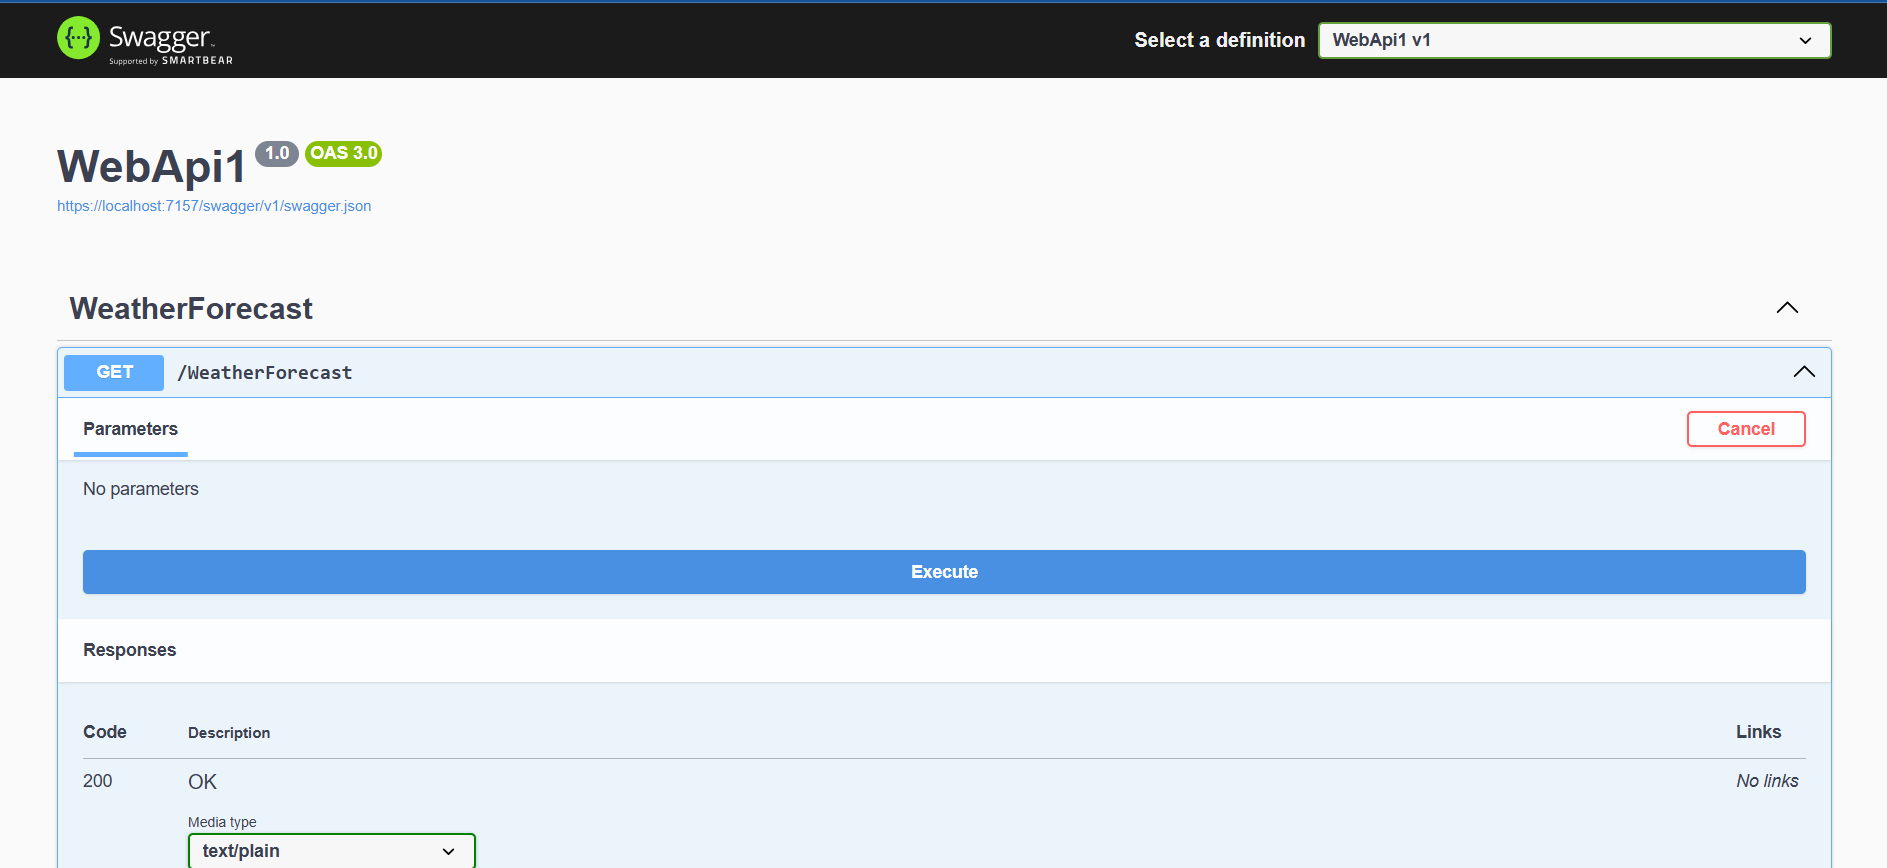 {···} Swagger™
Supported by SMARTBEAR
Select a definition
WebApi1 v1
WebApi1 1.0 OAS 3.0
https://localhost:7157/swagger/v1/swagger.json
WeatherForecast
GET /WeatherForecast
Parameters
Cancel
No parameters
Execute
Responses
Code Description Links
200 OK No links
Media type
text/plain